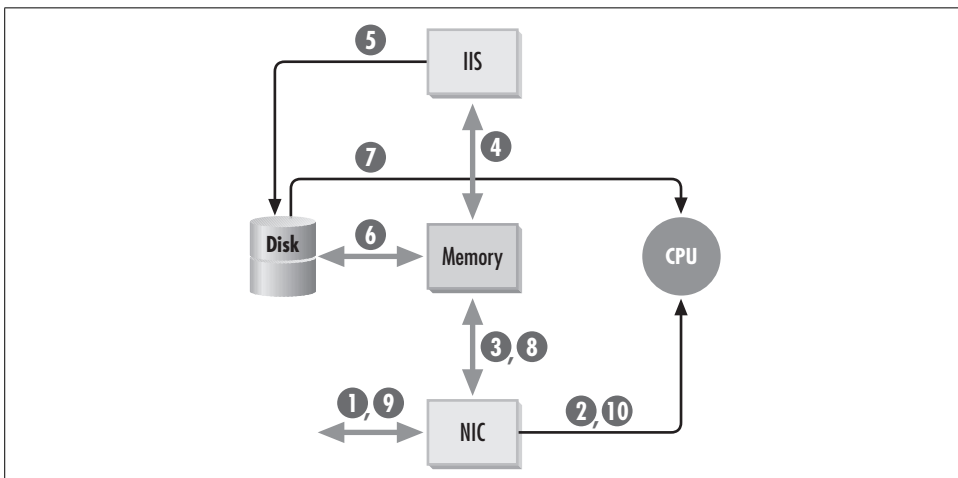 5
IIS
4
7
Disk
6
Memory
CPU
3, 8
1, 9
NIC
2, 10